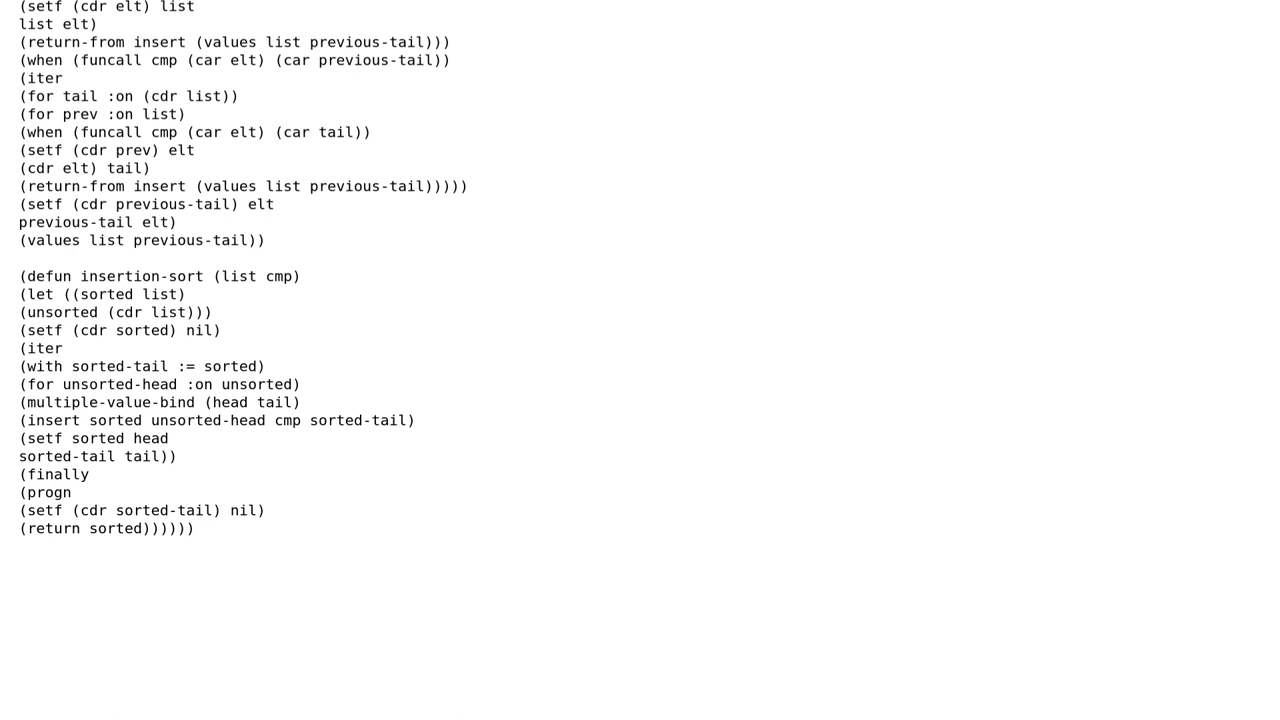 (setf (cdr elt) list
list elt)
(return-from insert (values list previous-tail)))
(when (funcall cmp (car elt) (car previous-tail))
(iter
(for tail :on (cdr list))
(for prev :on list)
(when (funcall cmp (car elt) (car tail))
(setf (cdr prev) elt
(cdr elt) tail)
(return-from insert (values list previous-tail)))))
(setf (cdr previous-tail) elt
previous-tail elt)
(values list previous-tail))

(defun insertion-sort (list cmp)
(let ((sorted list)
(unsorted (cdr list)))
(setf (cdr sorted) nil)
(iter
(with sorted-tail := sorted)
(for unsorted-head :on unsorted)
(multiple-value-bind (head tail)
(insert sorted unsorted-head cmp sorted-tail)
(setf sorted head
sorted-tail tail))
(finally
(progn
(setf (cdr sorted-tail) nil)
(return sorted))))))